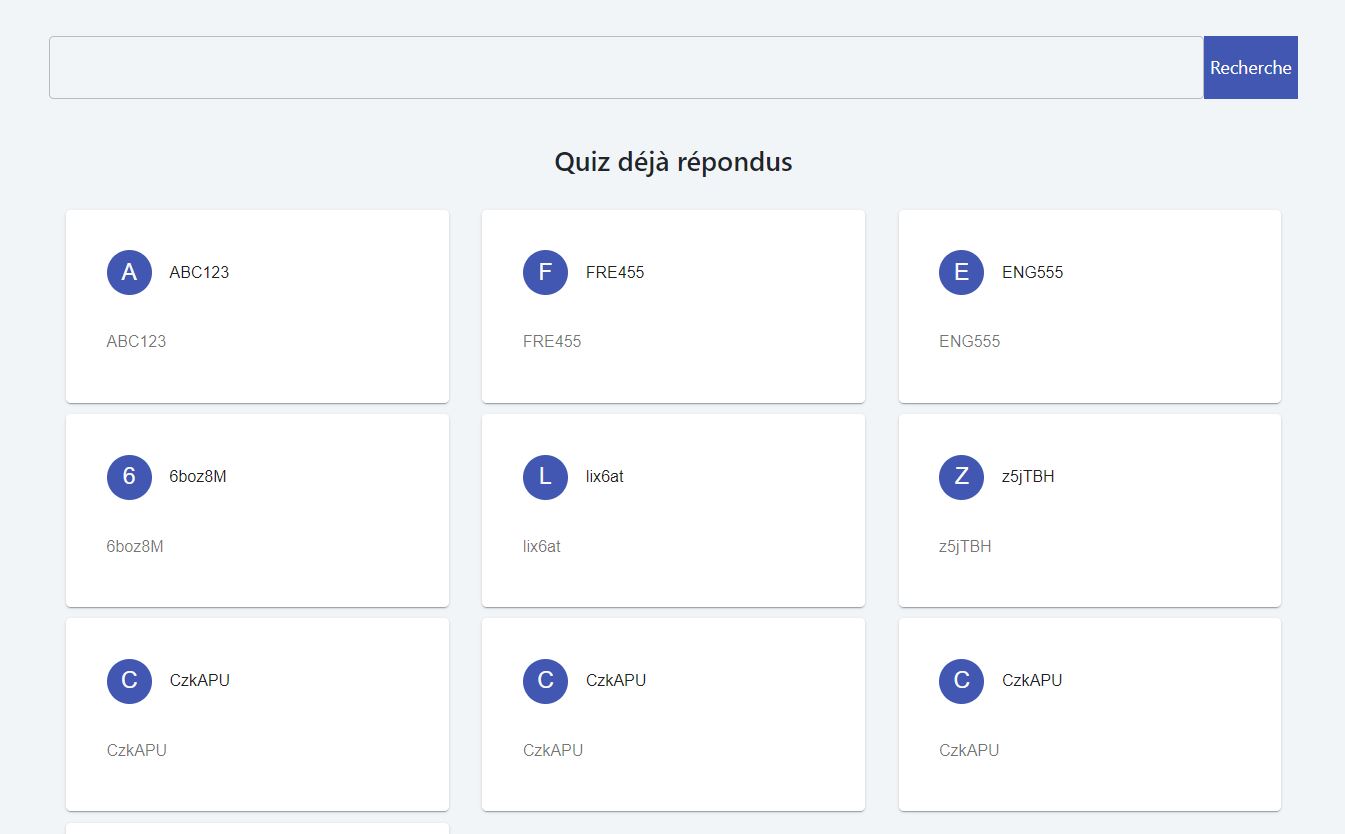 Recherche
Quiz déjà répondus
A ABC123
ABC123
F FRE455
FRE455
E ENG555
ENG555
6 6boz8M
6boz8M
L lix6at
lix6at
Z z5jTBH
z5jTBH
C CzkAPU
CzkAPU
C CzkAPU
CzkAPU
C CzkAPU
CzkAPU